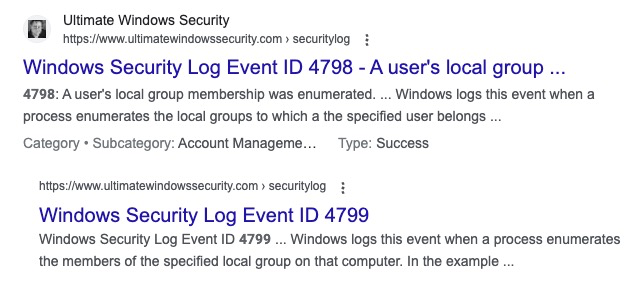 Ultimate Windows Security
https://www.ultimatewindowssecurity.com › securitylog
Windows Security Log Event ID 4798 - A user's local group ...
4798: A user's local group membership was enumerated. ... Windows logs this event when a
process enumerates the local groups to which a the specified user belongs ...
Category • Subcategory: Account Manageme… Type: Success
https://www.ultimatewindowssecurity.com › securitylog
Windows Security Log Event ID 4799
Windows Security Log Event ID 4799 ... Windows logs this event when a process enumerates
the members of the specified local group on that computer. In the example ...